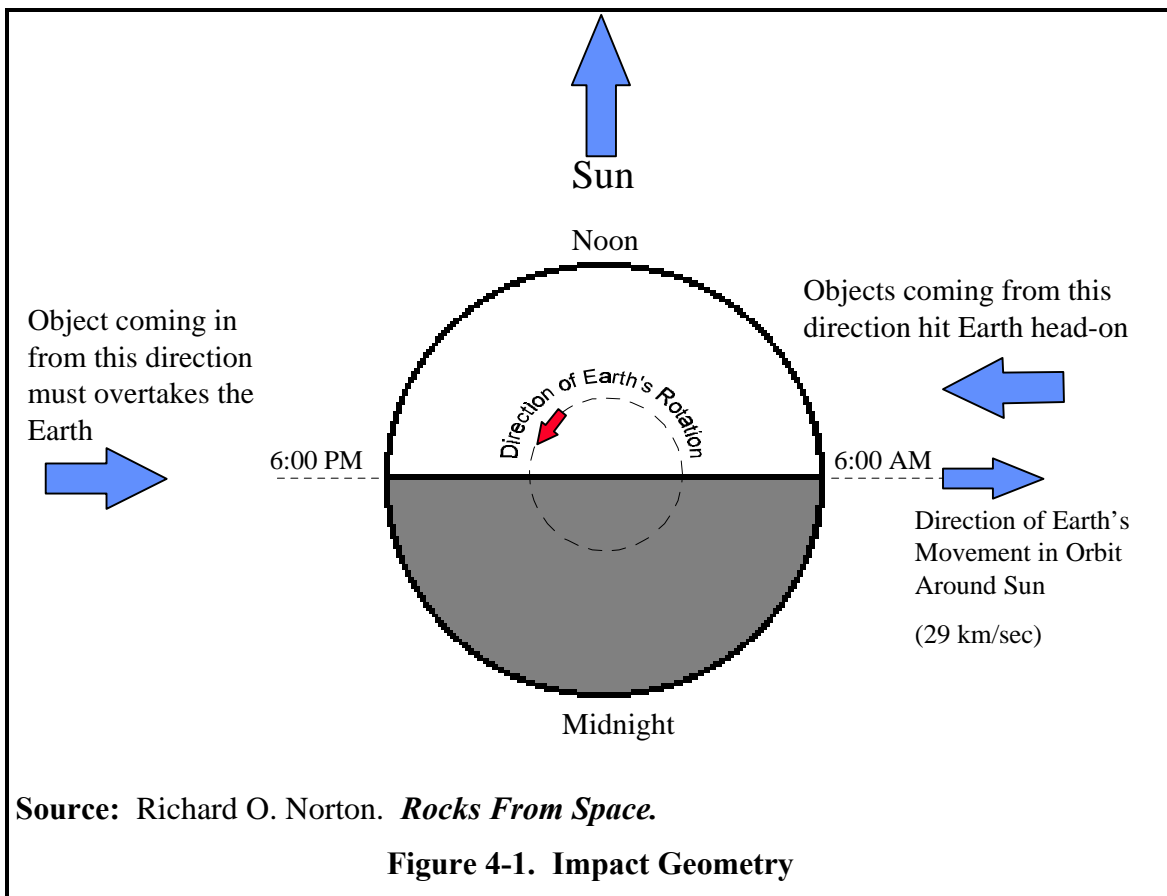 Sun
Noon
Object coming in
from this direction
must overtakes the
Earth
Objects coming from this
direction hit Earth head-on
Direction of Earth's Rotation
6:00 PM
6:00 AM
Direction of Earth's
Movement in Orbit
Around Sun
(29 km/sec)
Midnight
Source: Richard O. Norton. Rocks From Space.
Figure 4-1. Impact Geometry